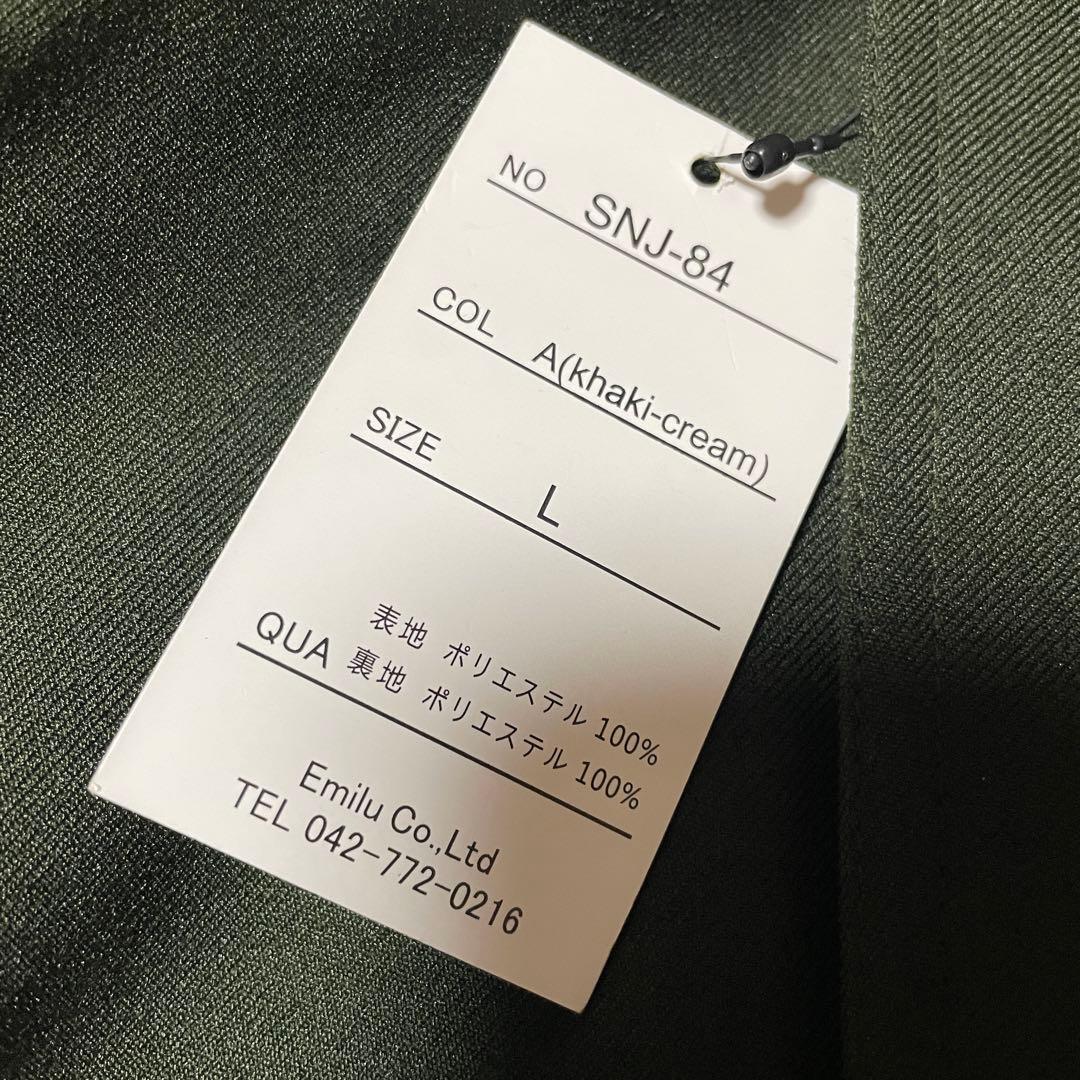 NO SNJ-84
COL A(khaki-cream)
SIZE L
表地 ポリエステル 100%
QUA 裏地 ポリエステル 100%
Emilu Co.,Ltd
TEL 042-772-0216